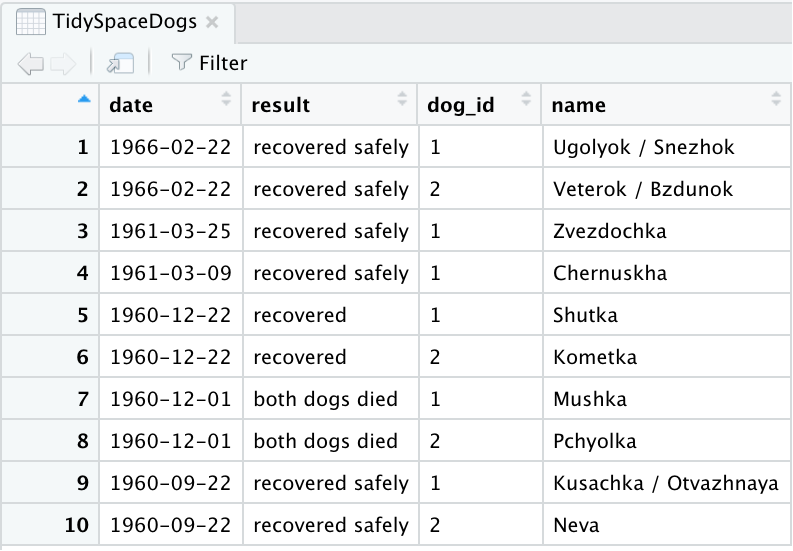 TidySpaceDogs
Filter
date result dog_id name
1 1966-02-22 recovered safely 1 Ugolyok / Snezhok
2 1966-02-22 recovered safely 2 Veterok / Bzdunok
3 1961-03-25 recovered safely 1 Zvezdochka
4 1961-03-09 recovered safely 1 Chernuskha
5 1960-12-22 recovered 1 Shutka
6 1960-12-22 recovered 2 Kometka
7 1960-12-01 both dogs died 1 Mushka
8 1960-12-01 both dogs died 2 Pchyolka
9 1960-09-22 recovered safely 1 Kusachka / Otvazhnaya
10 1960-09-22 recovered safely 2 Neva